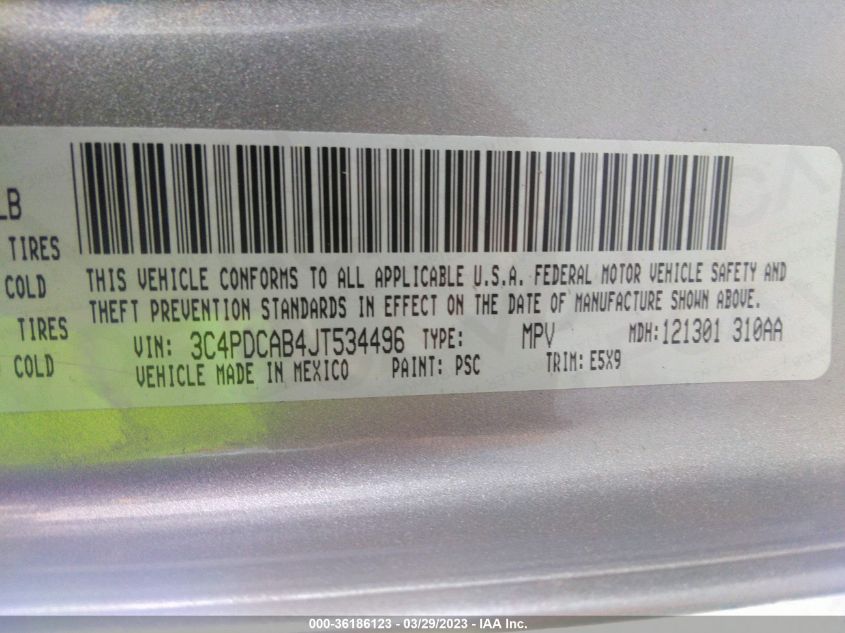 LB
TIRES
COLD
TIRES
COLD
THIS VEHICLE CONFORMS TO ALL APPLICABLE U.S.A. FEDERAL MOTOR VEHICLE SAFETY AND
THEFT PREVENTION STANDARDS IN EFFECT ON THE DATE OF MANUFACTURE SHOWN ABOVE.
VIN: 3C4PDCAB4JT534496 TYPE: MPV MDH:121301 310AA
VEHICLE MADE IN MEXICO PAINT: PSC TRIM: E5X9
000-36186123 - 03/29/2023 - IAA Inc.